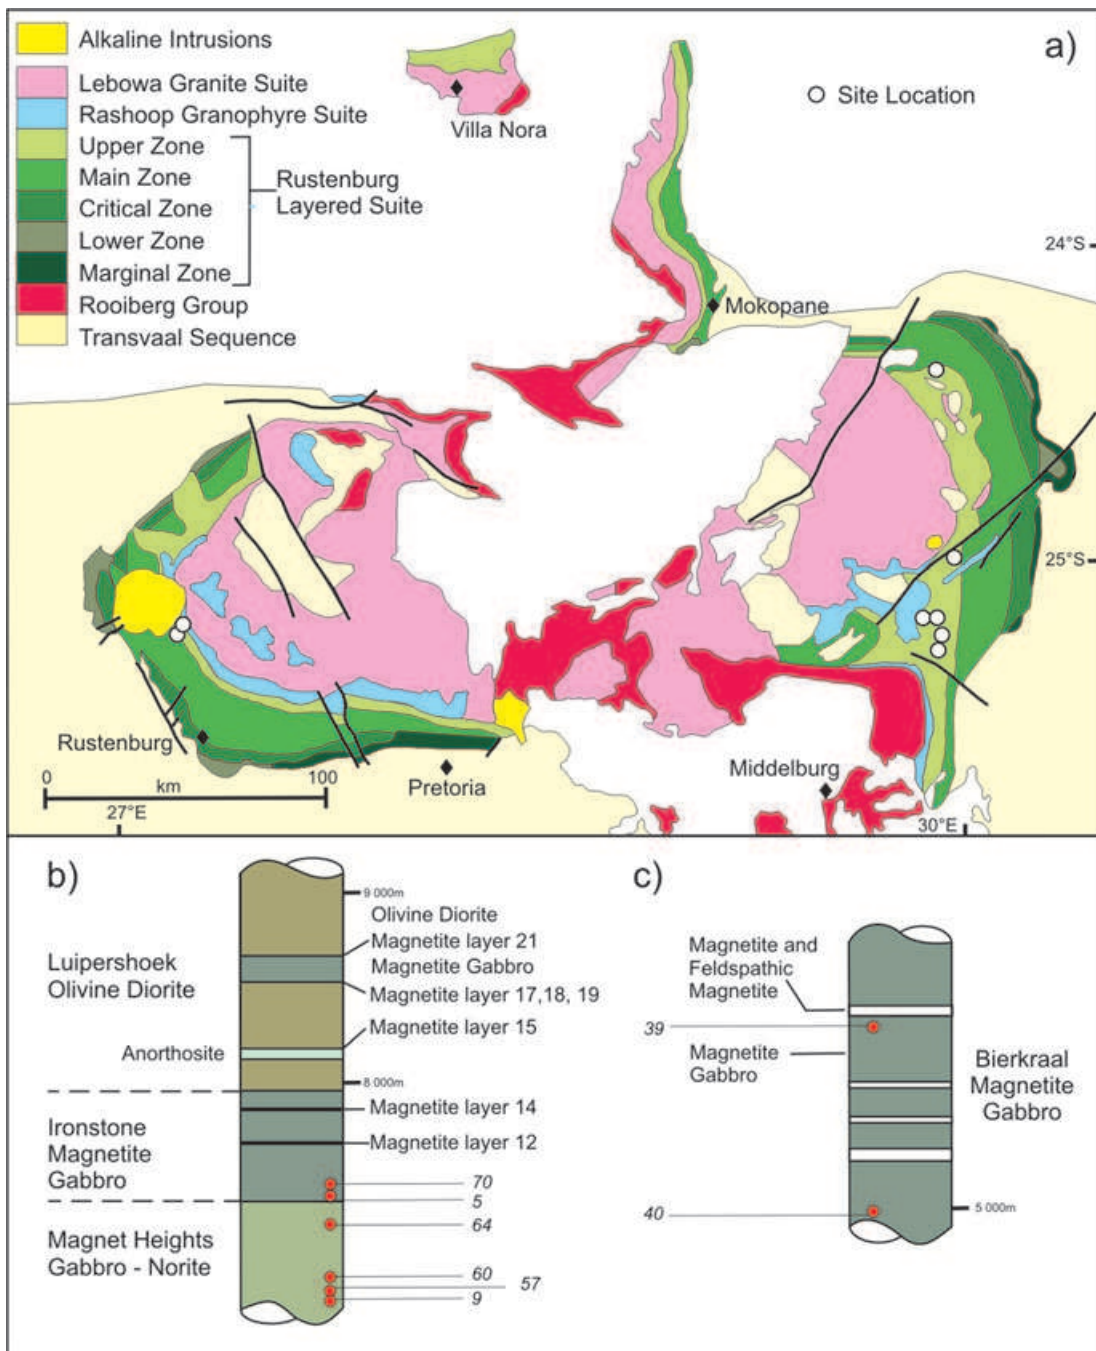 a)
Alkaline Intrusions
Lebowa Granite Suite
Rashoop Granophyre Suite
Upper Zone
Main Zone
Critical Zone
Lower Zone
Marginal Zone
Rustenburg
Layered Suite
Rooiberg Group
Transvaal Sequence
Villa Nora
Site Location
24°S
Mokopane
25°S
Rustenburg
Pretoria
Middelburg
0
100
km
27°E
30°E
b)
Luipershoek
Olivine Diorite
Anorthosite
Ironstone
Magnetite
Gabbro
Magnet Heights
Gabbro - Norite
9 000m
Olivine Diorite
Magnetite layer 21
Magnetite Gabbro
Magnetite layer 17,18, 19
Magnetite layer 15
8 000m
Magnetite layer 14
Magnetite layer 12
70
5
64
60
57
9
c)
Magnetite and
Feldspathic
Magnetite
39
Magnetite
Gabbro
40
Bierkraal
Magnetite
Gabbro
5 000m